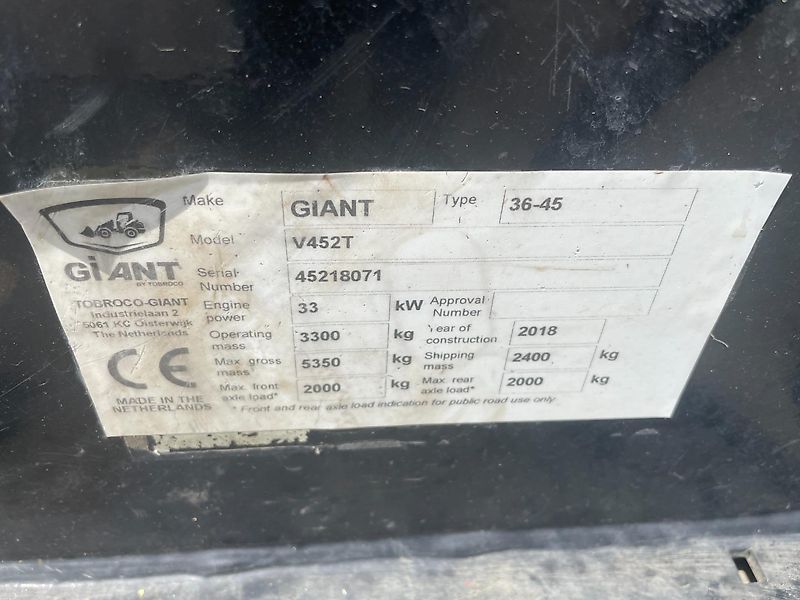 Make GIANT Type 36-45
Model V452T
GiANT
BY TOBROCO
Serial Number 45218071
TOBROCO-GIANT
Industrielaan 2
5061 KC Oisterwijk
The Netherlands
Engine power 33 kW Approval Number
Operating mass 3300 kg Year of construction 2018
Max. gross mass 5350 kg Shipping mass 2400 kg
Max. front axle load* 2000 kg Max. rear axle load* 2000 kg
CE
MADE IN THE
NETHERLANDS
* Front and rear axle load indication for public road use only